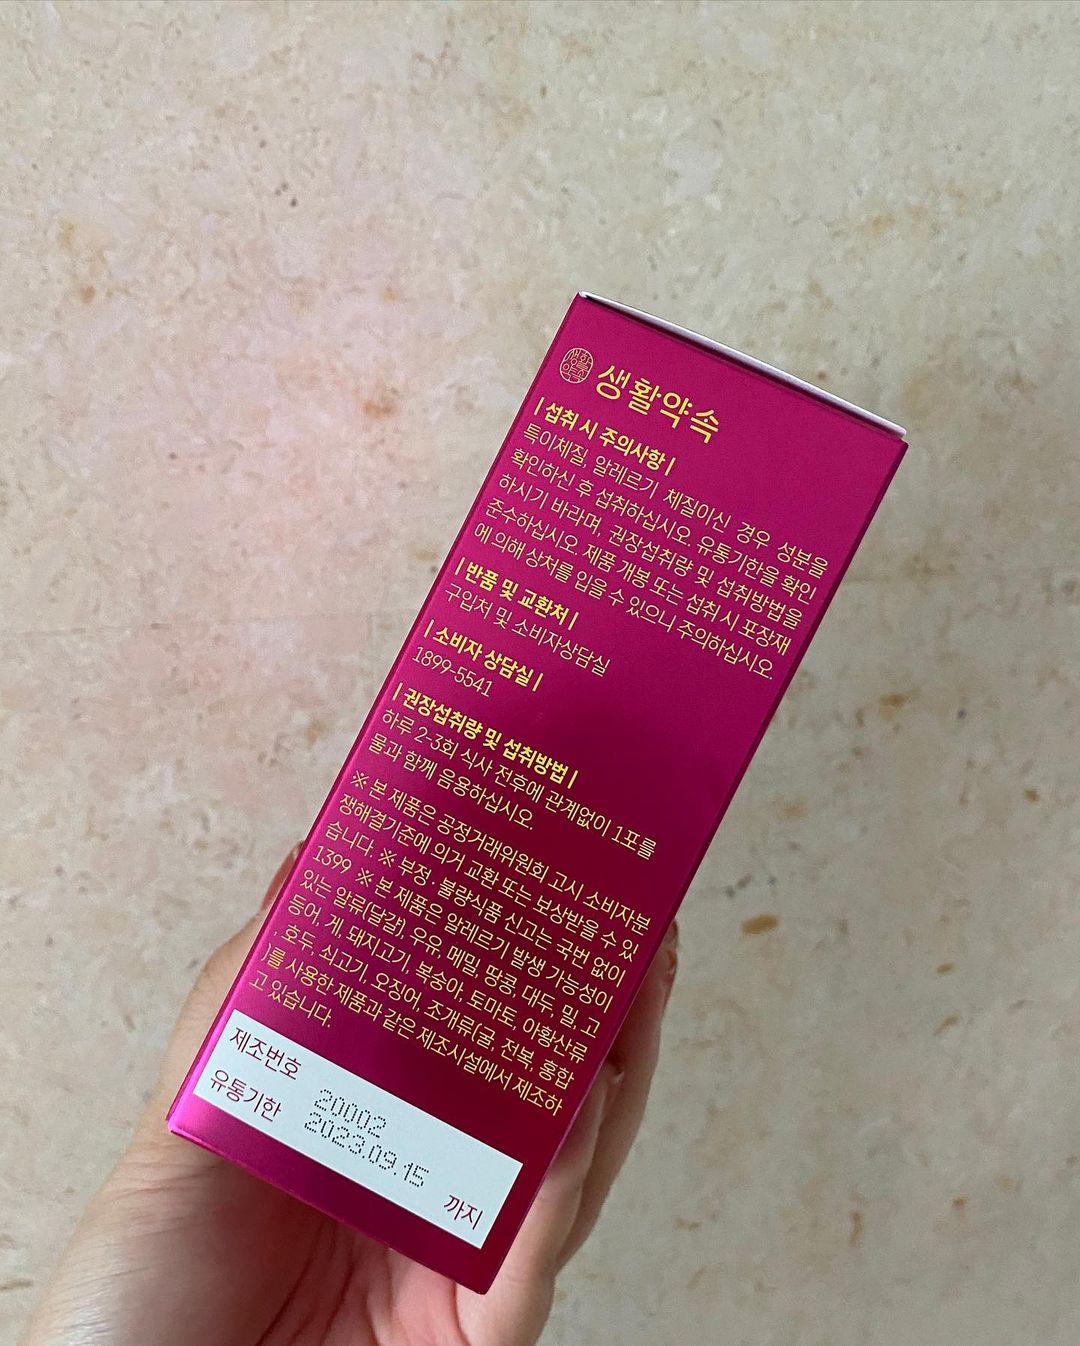 생활약속
생활약속
| 섭취 시 주의사항 |
특이체질, 알레르기 체질이신 경우 성분을
확인하신 후 섭취하십시오. 유통기한을 확인
하시기 바라며, 권장섭취량 및 섭취방법을
준수하십시오. 제품 개봉 또는 섭취 시 포장재
에 의해 상처를 입을 수 있으니 주의하십시오.
| 반품 및 교환처 |
구입처 및 소비자상담실
| 소비자 상담실 |
1899-5541
| 권장섭취량 및 섭취방법 |
하루 2-3회 식사 전후에 관계없이 1포를
물과 함께 음용하십시오.
※ 본 제품은 공정거래위원회 고시 소비자분
쟁해결기준에 의거 교환 또는 보상받을 수 있
습니다. ※ 부정·불량식품 신고는 국번 없이
1399 ※ 본 제품은 알레르기 발생 가능성이
있는 알류(달걀), 우유, 메밀, 땅콩, 대두, 밀, 고
등어, 게, 돼지고기, 복숭아, 토마토, 아황산류
, 호두, 쇠고기, 오징어, 조개류(굴, 전복, 홍합
)를 사용한 제품과 같은 제조시설에서 제조하
고 있습니다.
제조번호 20002
유통기한 2023.09.15 까지